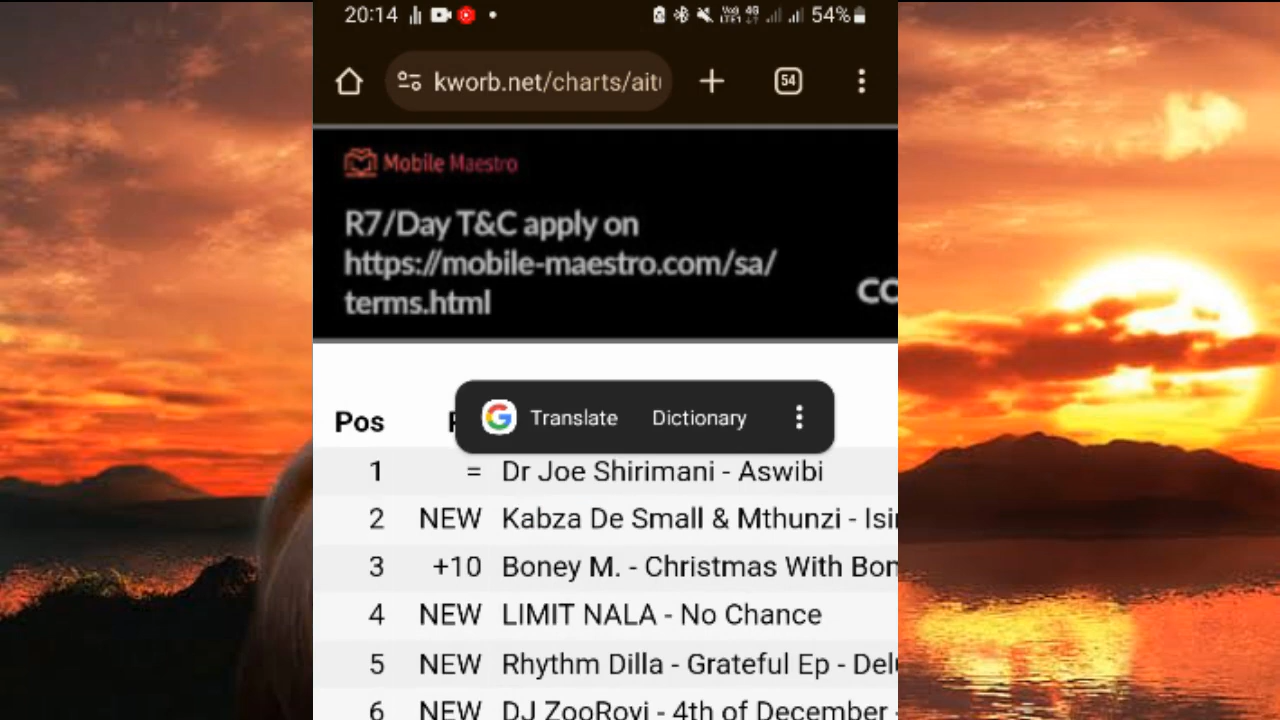 20:14
Vo) 4G
LTE1
54%
kworb.net/charts/ait
54
Mobile Maestro
R7/Day T&C apply on
https://mobile-maestro.com/sa/
terms.html
CO
Translate Dictionary
Pos
1 = Dr Joe Shirimani - Aswibi
2 NEW Kabza De Small & Mthunzi - Isi
3 +10 Boney M. - Christmas With Bon
4 NEW LIMIT NALA - No Chance
5 NEW Rhythm Dilla - Grateful Ep - Del
6 NEW DJ ZooRoyi - 4th of December -